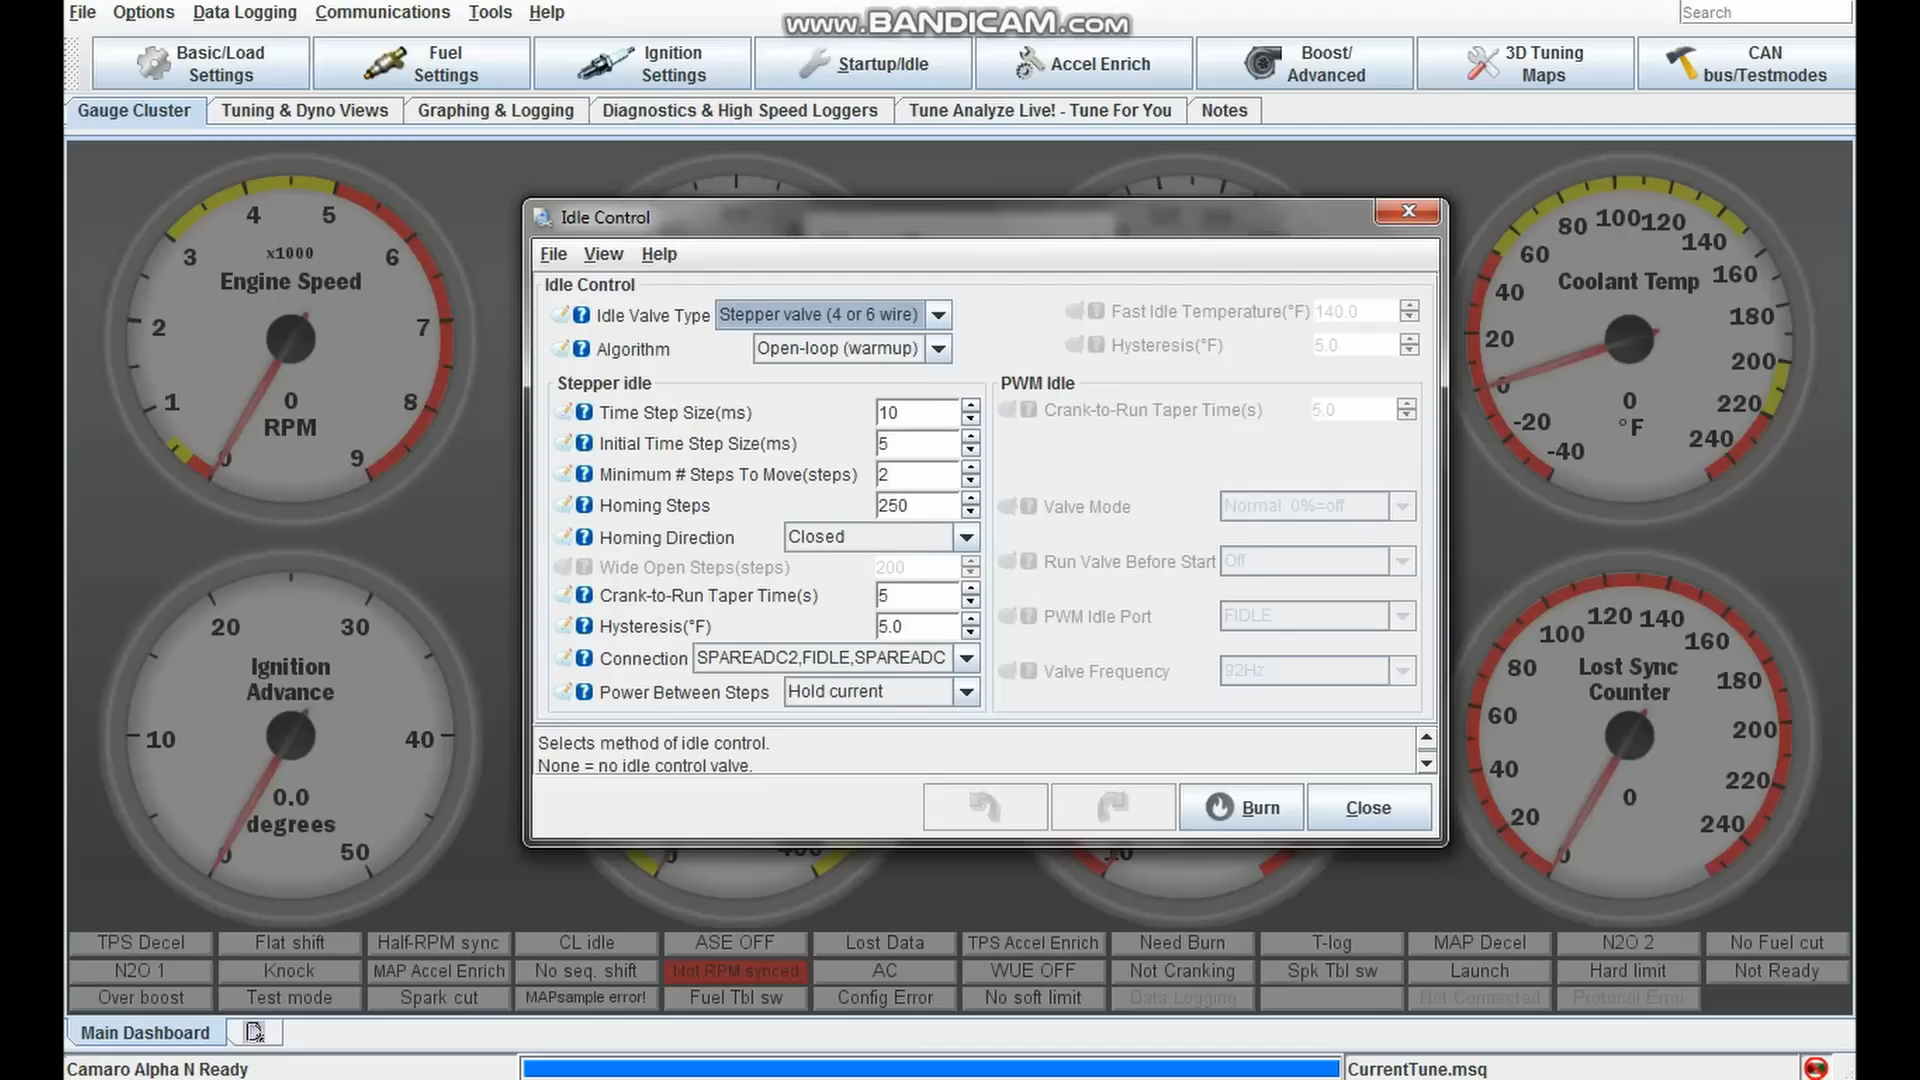 File Options Data Logging Communications Tools Help
www.BANDICAM.com
Search
Basic/Load Settings
Fuel Settings
Ignition Settings
Startup/Idle
Accel Enrich
Boost/ Advanced
3D Tuning Maps
CAN bus/Testmodes
Gauge Cluster
Tuning & Dyno Views
Graphing & Logging
Diagnostics & High Speed Loggers
Tune Analyze Live! - Tune For You
Notes
0 1 2 3 4 5 6 7 8 9
x1000
Engine Speed
0
RPM
Idle Control
File View Help
Idle Control
Idle Valve Type Stepper valve (4 or 6 wire)
Algorithm Open-loop (warmup)
Fast Idle Temperature(°F) 140.0
Hysteresis(°F) 5.0
Stepper idle
Time Step Size(ms) 10
Initial Time Step Size(ms) 5
Minimum # Steps To Move(steps) 2
Homing Steps 250
Homing Direction Closed
Wide Open Steps(steps) 200
Crank-to-Run Taper Time(s) 5
Hysteresis(°F) 5.0
Connection SPAREADC2,FIDLE,SPAREADC
Power Between Steps Hold current
PWM Idle
Crank-to-Run Taper Time(s) 5.0
Valve Mode Normal. 0%=off
Run Valve Before Start Off
PWM Idle Port FIDLE
Valve Frequency 92Hz
Selects method of idle control.
None = no idle control valve.
Burn
Close
-40 -20 0 20 40 60 80 100 120 140 160 180 200 220 240
Coolant Temp
0
°F
0 10 20 30 40 50
Ignition
Advance
0.0
degrees
0 20 40 60 80 100 120 140 160 180 200 220 240
Lost Sync
Counter
0
TPS Decel Flat shift Half-RPM sync CL idle ASE OFF Lost Data TPS Accel Enrich Need Burn T-log MAP Decel N2O 2 No Fuel cut
N2O 1 Knock MAP Accel Enrich No seq. shift Not RPM synced AC WUE OFF Not Cranking Spk Tbl sw Launch Hard limit Not Ready
Over boost Test mode Spark cut MAPsample error! Fuel Tbl sw Config Error No soft limit Data Logging Not Connected Protocol Error
Main Dashboard
Camaro Alpha N Ready
CurrentTune.msq